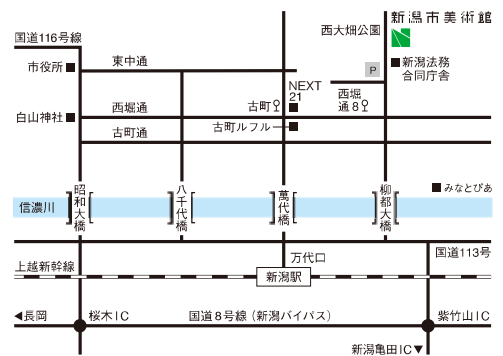 新潟市美術館
西大畑公園
国道116号線
東中通
市役所
P
新潟法務
合同庁舎
NEXT
21
西堀
通8
白山神社
西堀通
古町
古町ルフル
古町通
昭和大橋
八千代橋
萬代橋
柳都大橋
みなとぴあ
信濃川
国道113号
上越新幹線
万代口
新潟駅
長岡
桜木IC
国道8号線(新潟バイパス)
紫竹山IC
新潟亀田IC